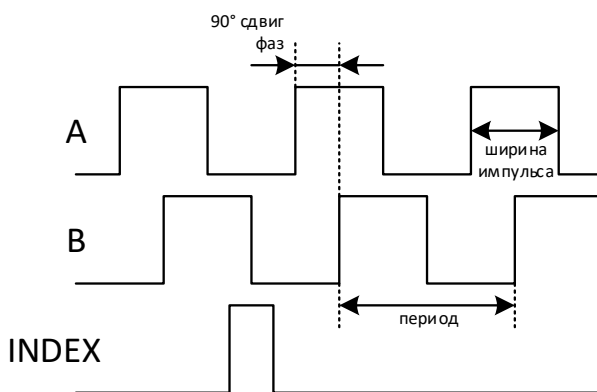 90° сдвиг
фаз
A
ширина
импульса
B
период
INDEX